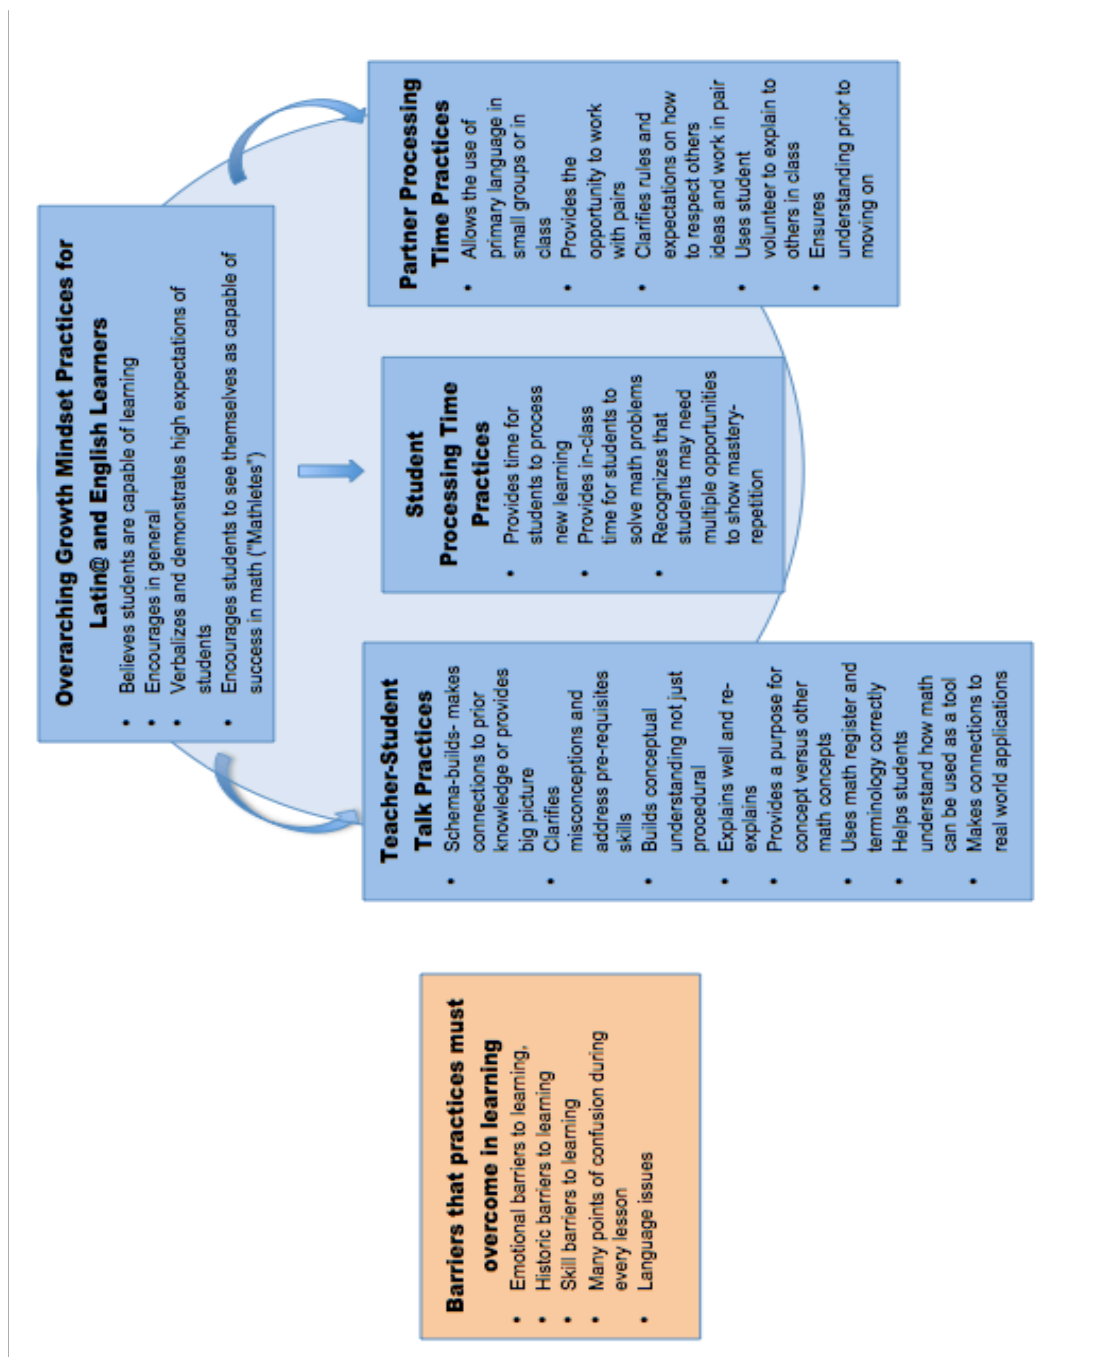 Overarching Growth Mindset Practices for
Latin@ and English Learners
• Believes students are capable of learning
• Encourages in general
• Verbalizes and demonstrates high expectations of
students
• Encourages students to see themselves as capable of
success in math ("Mathletes")
Barriers that practices must
overcome in learning
• Emotional barriers to learning,
• Historic barriers to learning
• Skill barriers to learning
• Many points of confusion during
every lesson
• Language issues
Teacher-Student
Talk Practices
• Schema-builds- makes
connections to prior
knowledge or provides
big picture
• Clarifies
misconceptions and
address pre-requisites
skills
• Builds conceptual
understanding not just
procedural
• Explains well and re-
explains
• Provides a purpose for
concept versus other
math concepts
• Uses math register and
terminology correctly
• Helps students
understand how math
can be used as a tool
• Makes connections to
real world applications
Student
Processing Time
Practices
• Provides time for
students to process
new learning
• Provides in-class
time for students to
solve math problems
• Recognizes that
students may need
multiple opportunities
to show mastery-
repetition
Partner Processing
Time Practices
• Allows the use of
primary language in
small groups or in
class
• Provides the
opportunity to work
with pairs
• Clarifies rules and
expectations on how
to respect others
ideas and work in pair
• Uses student
volunteer to explain to
others in class
• Ensures
understanding prior to
moving on